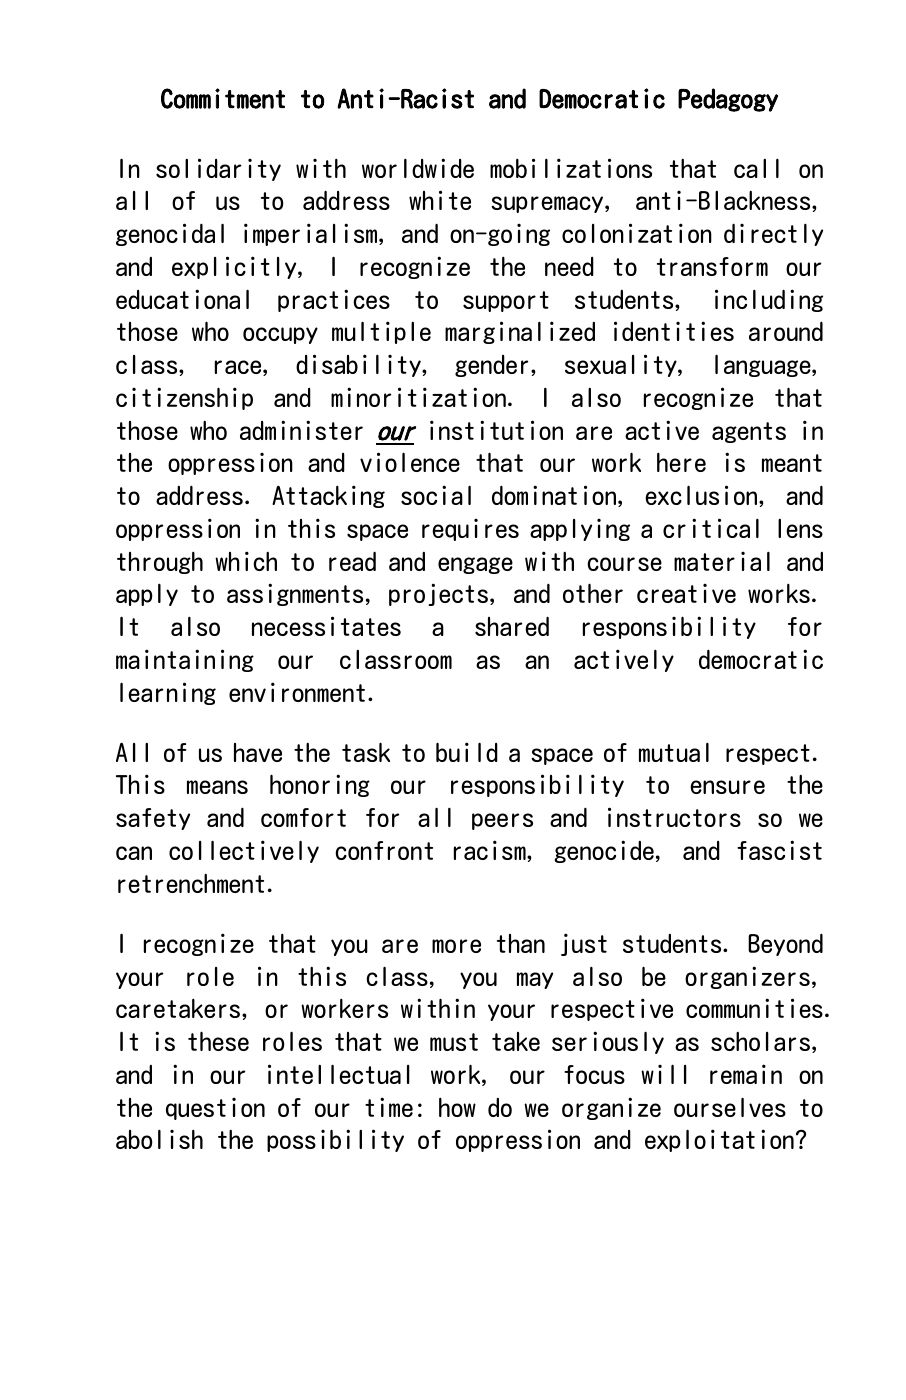 Commitment to Anti-Racist and Democratic Pedagogy
In solidarity with worldwide mobilizations that call on
all of us to address white supremacy, anti-Blackness,
genocidal imperialism, and on-going colonization directly
and explicitly, I recognize the need to transform our
educational practices to support students, including
those who occupy multiple marginalized identities around
class, race, disability, gender, sexuality, language,
citizenship and minoritization. I also recognize that
those who administer our institution are active agents in
the oppression and violence that our work here is meant
to address. Attacking social domination, exclusion, and
oppression in this space requires applying a critical lens
through which to read and engage with course material and
apply to assignments, projects, and other creative works.
It also necessitates a shared responsibility for
maintaining our classroom as an actively democratic
learning environment.
All of us have the task to build a space of mutual respect.
This means honoring our responsibility to ensure the
safety and comfort for all peers and instructors so we
can collectively confront racism, genocide, and fascist
retrenchment.
I recognize that you are more than just students. Beyond
your role in this class, you may also be organizers,
caretakers, or workers within your respective communities.
It is these roles that we must take seriously as scholars,
and in our intellectual work, our focus will remain on
the question of our time: how do we organize ourselves to
abolish the possibility of oppression and exploitation?